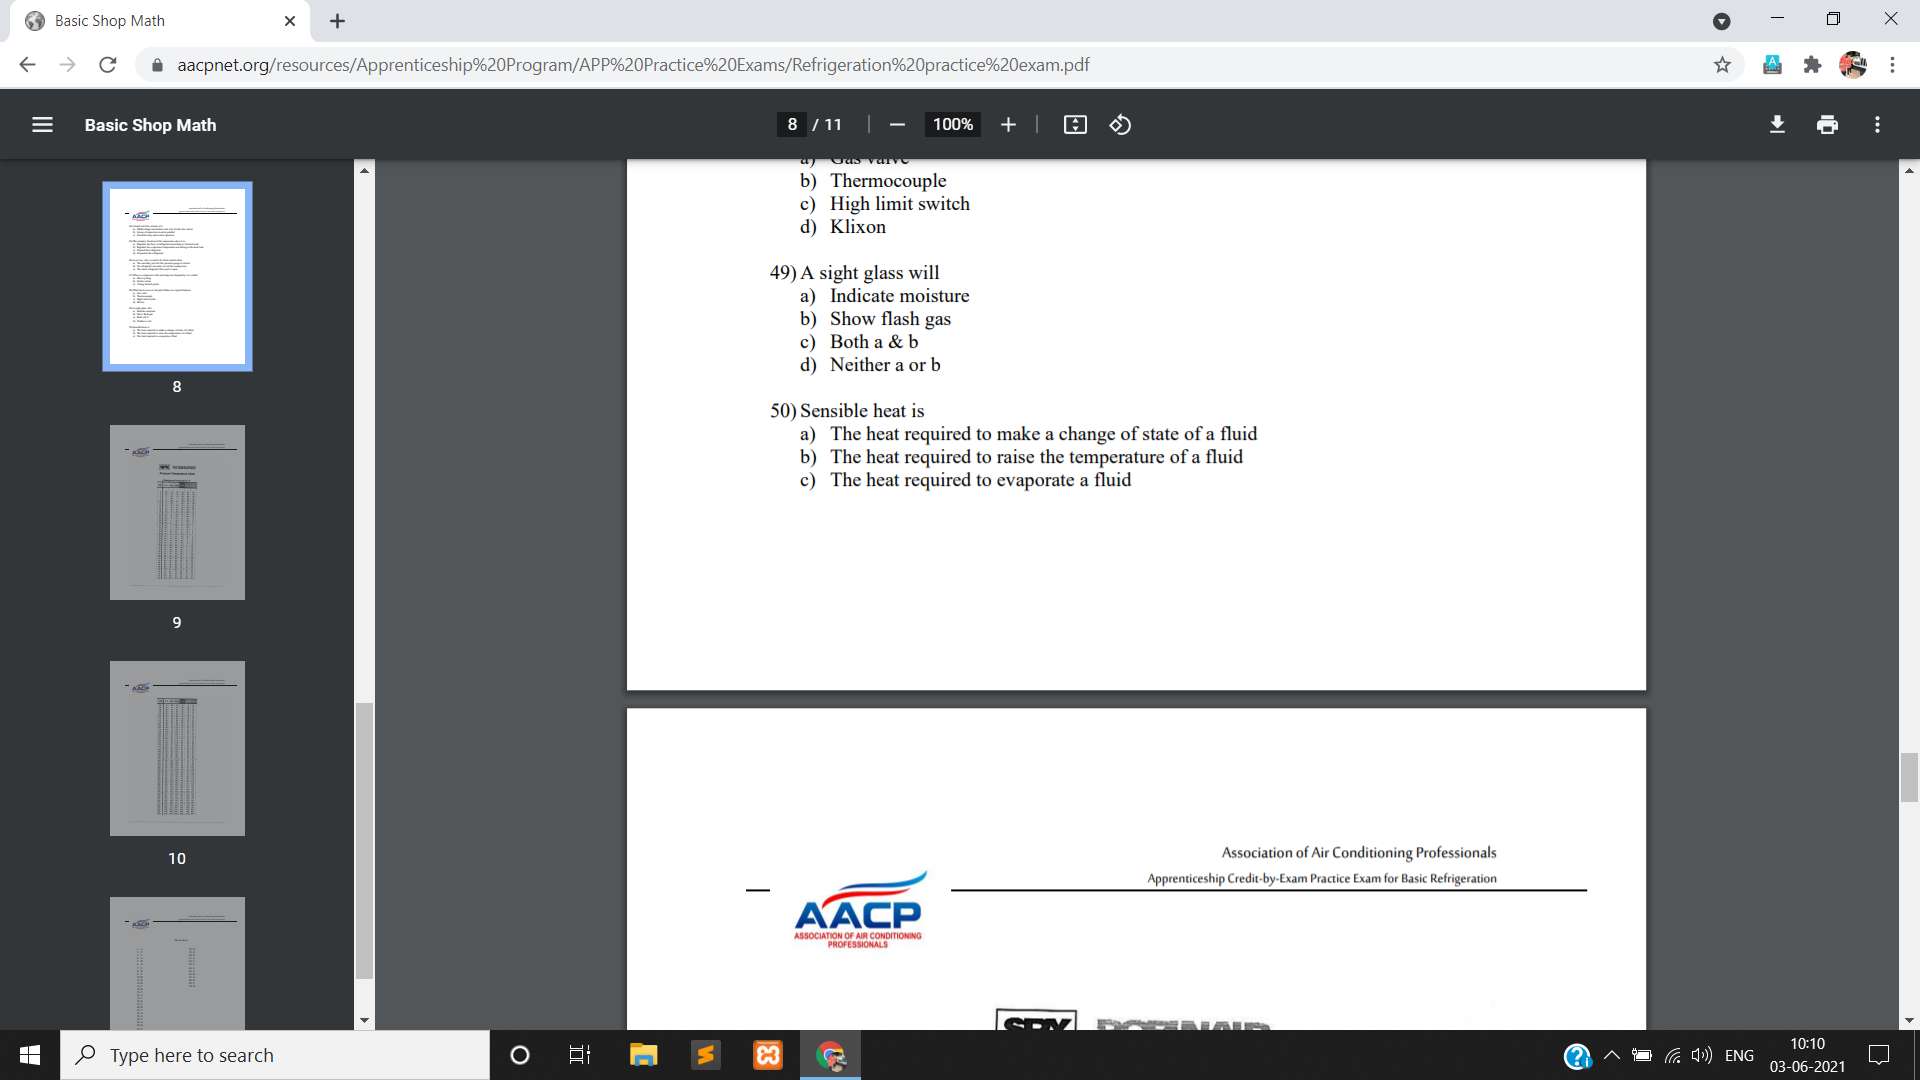 Basic Shop Math
aacpnet.org/resources/Apprenticeship%20Program/APP%20Practice%20Exams/Refrigeration%20practice%20exam.pdf
Basic Shop Math
8 / 11
100%
a) Gas valve
b) Thermocouple
c) High limit switch
d) Klixon
49) A sight glass will
a) Indicate moisture
b) Show flash gas
c) Both a & b
d) Neither a or b
50) Sensible heat is
a) The heat required to make a change of state of a fluid
b) The heat required to raise the temperature of a fluid
c) The heat required to evaporate a fluid
Association of Air Conditioning Professionals
Apprenticeship Credit-by-Exam Practice Exam for Basic Refrigeration
AACP
ASSOCIATION OF AIR CONDITIONING
PROFESSIONALS
8
9
10
Type here to search
ENG
10:10
03-06-2021